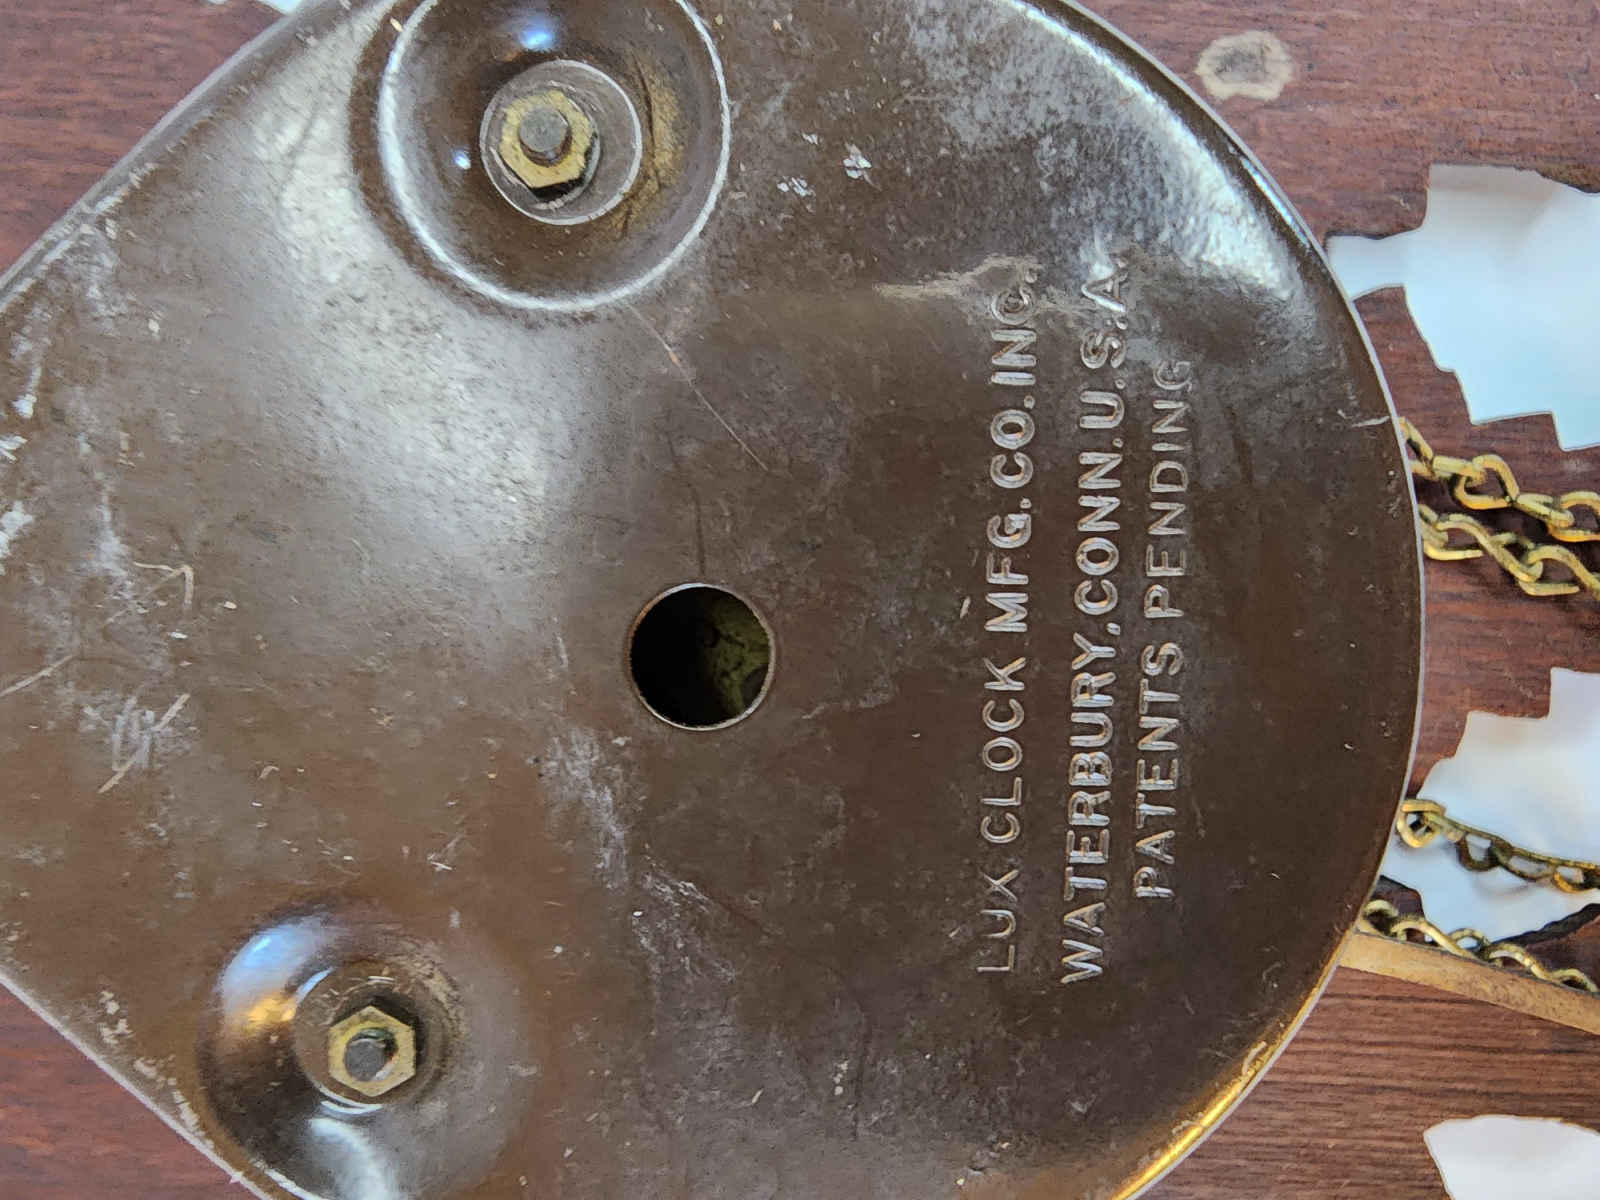 LUX CLOCK MFG. CO. INC.
WATERBURY, CONN. U.S.A.
PATENTS PENDING